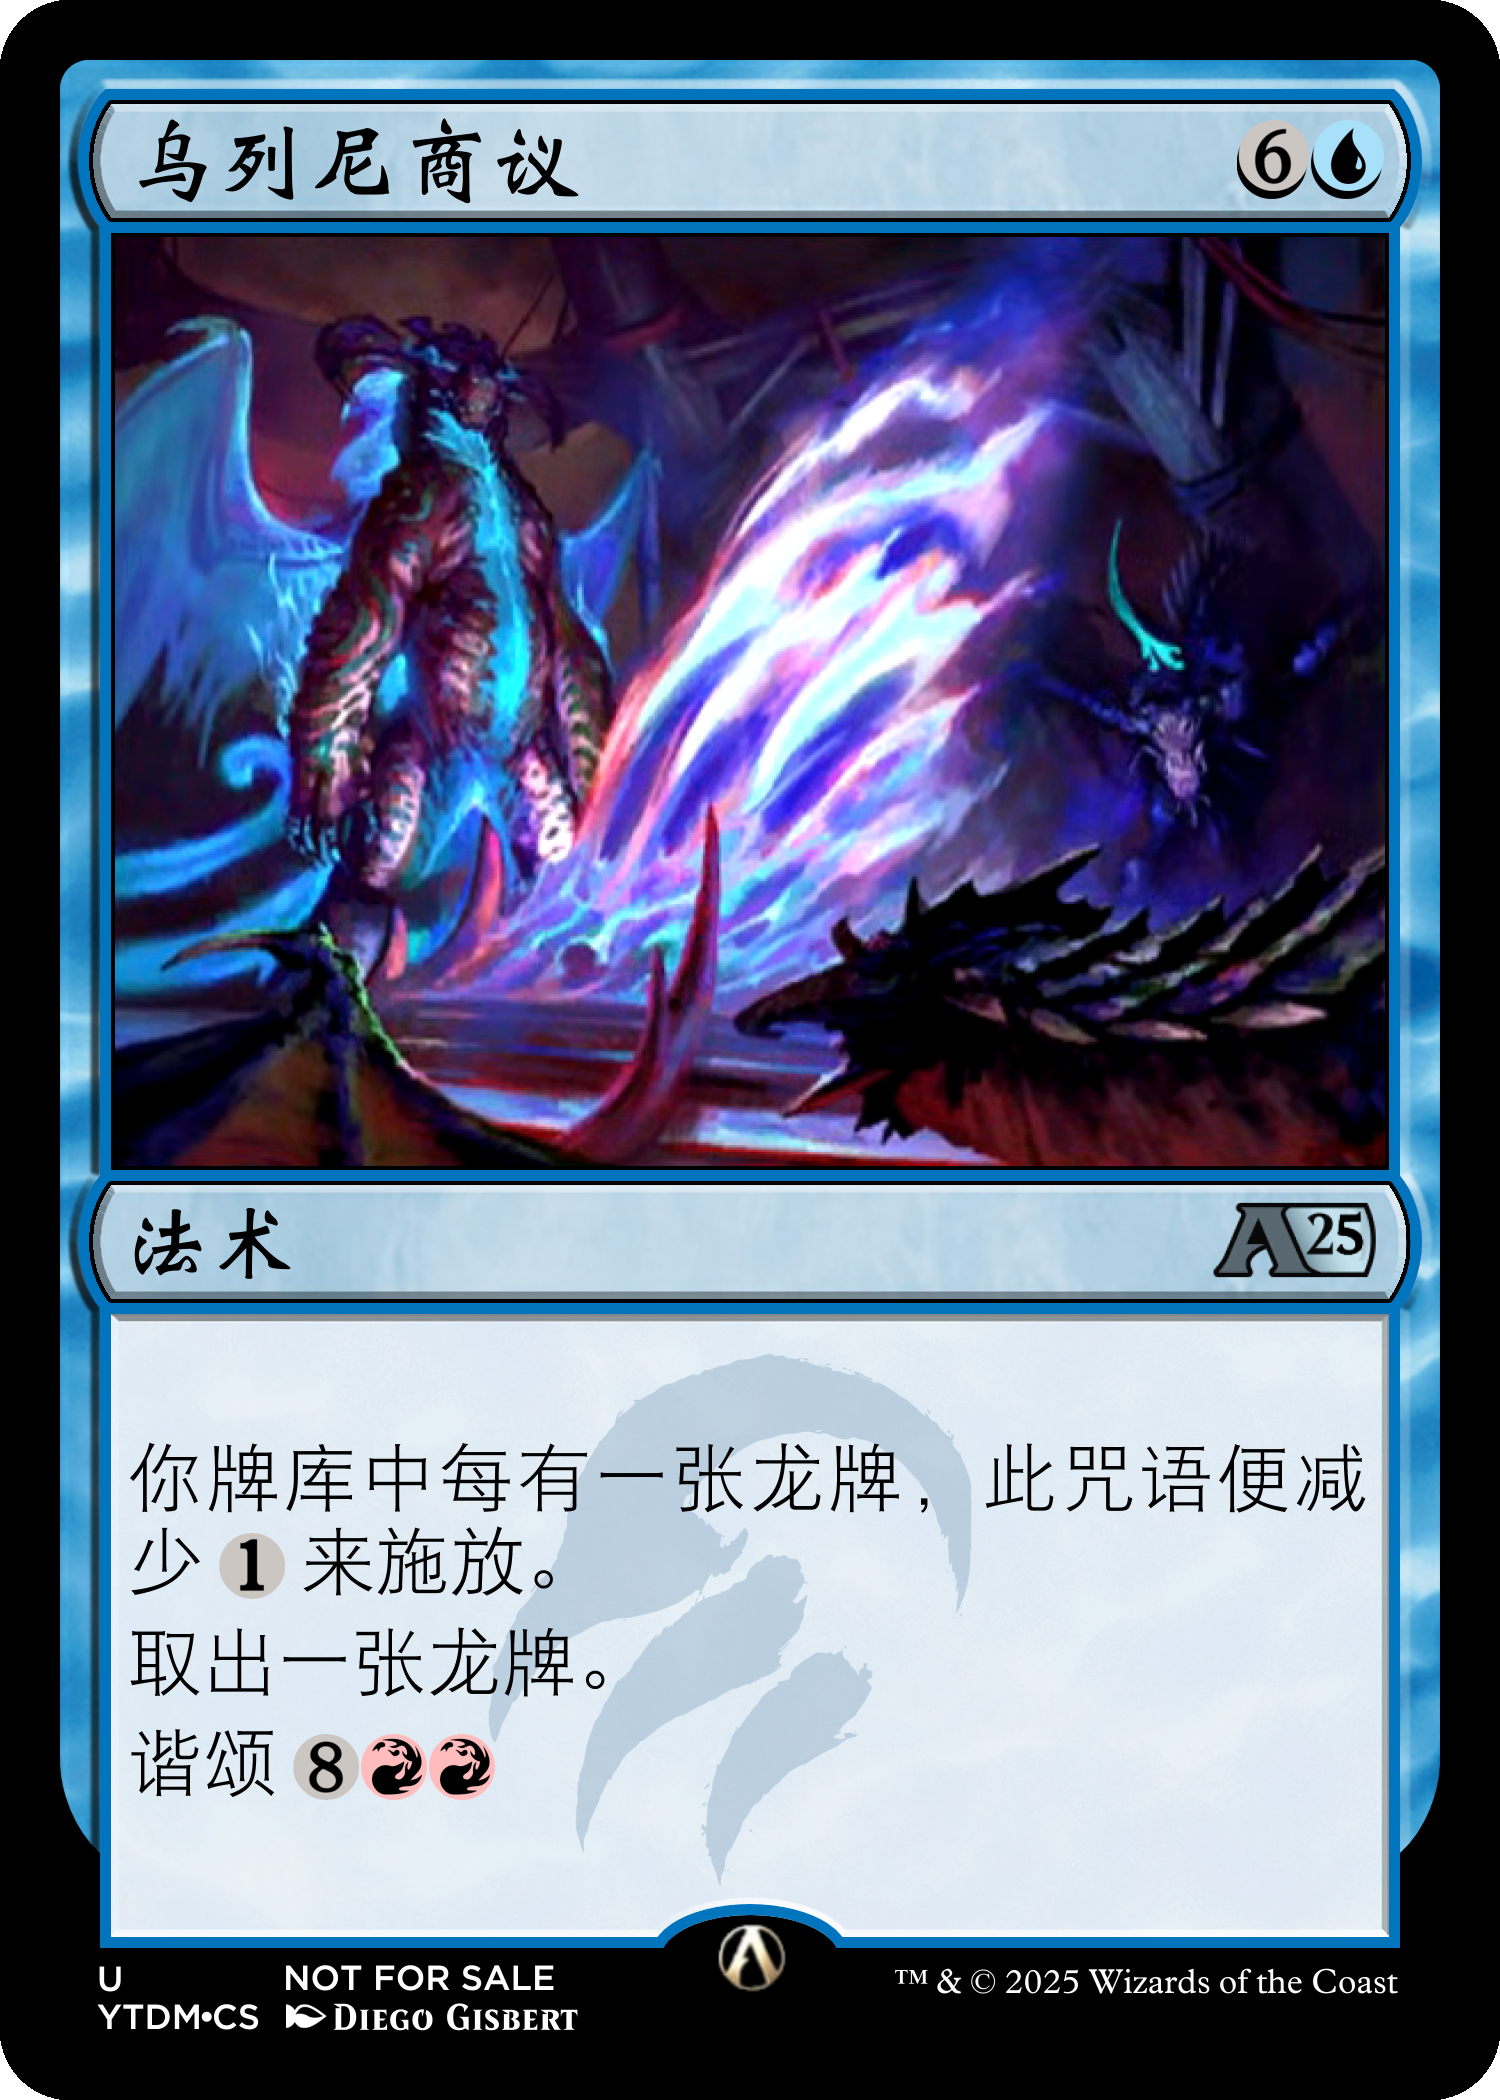 乌列尼商议 6
法术 A25
你牌库中每有一张龙牌，此咒语便减
少 1 来施放。
取出一张龙牌。
谐颂 8
U NOT FOR SALE ™ & © 2025 Wizards of the Coast
YTDM•CS DIEGO GISBERT